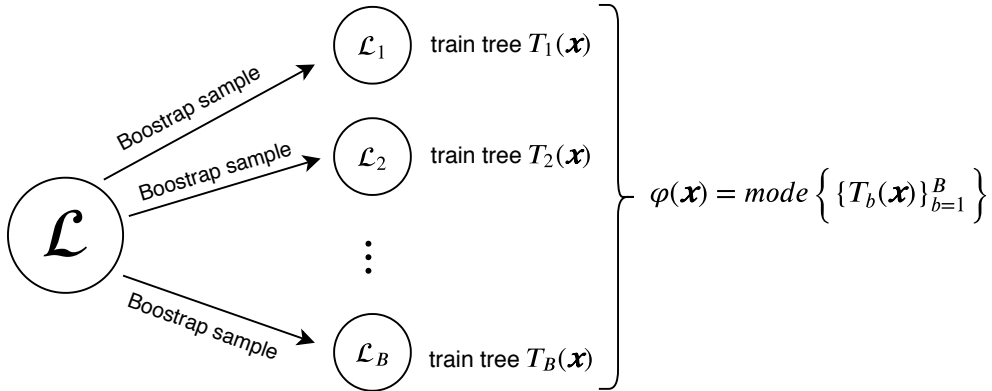 ℒ
Boostrap sample
ℒ₁
train tree T₁(𝒙)
Boostrap sample
ℒ₂
train tree T₂(𝒙)
⋮
Boostrap sample
ℒ_B
train tree T_B(𝒙)
φ(𝒙) = mode { {T_b(𝒙)}_{b=1}^{B} }